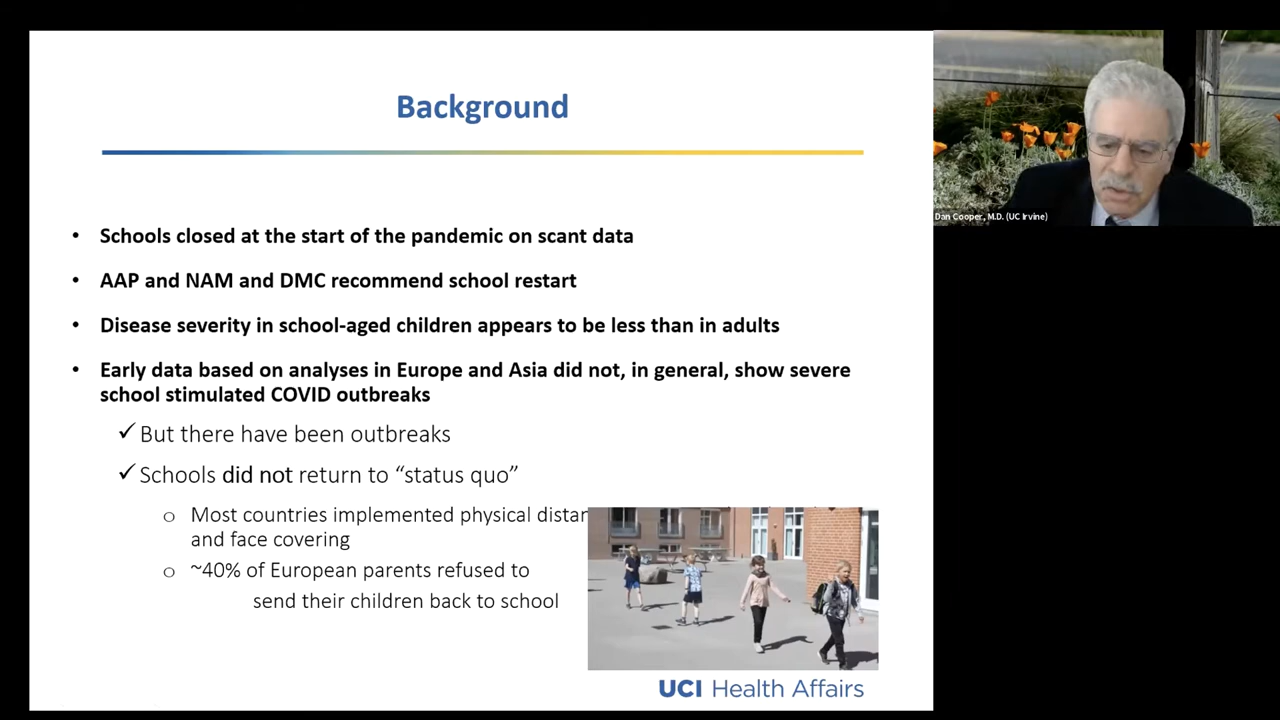 Background
• Schools closed at the start of the pandemic on scant data
• AAP and NAM and DMC recommend school restart
• Disease severity in school-aged children appears to be less than in adults
• Early data based on analyses in Europe and Asia did not, in general, show severe
school stimulated COVID outbreaks
✓ But there have been outbreaks
✓ Schools did not return to “status quo”
o Most countries implemented physical
and face covering
o ~40% of European parents refused to
send their children back to school
UCI Health Affairs
Dan Cooper, M.D. (UC Irvine)